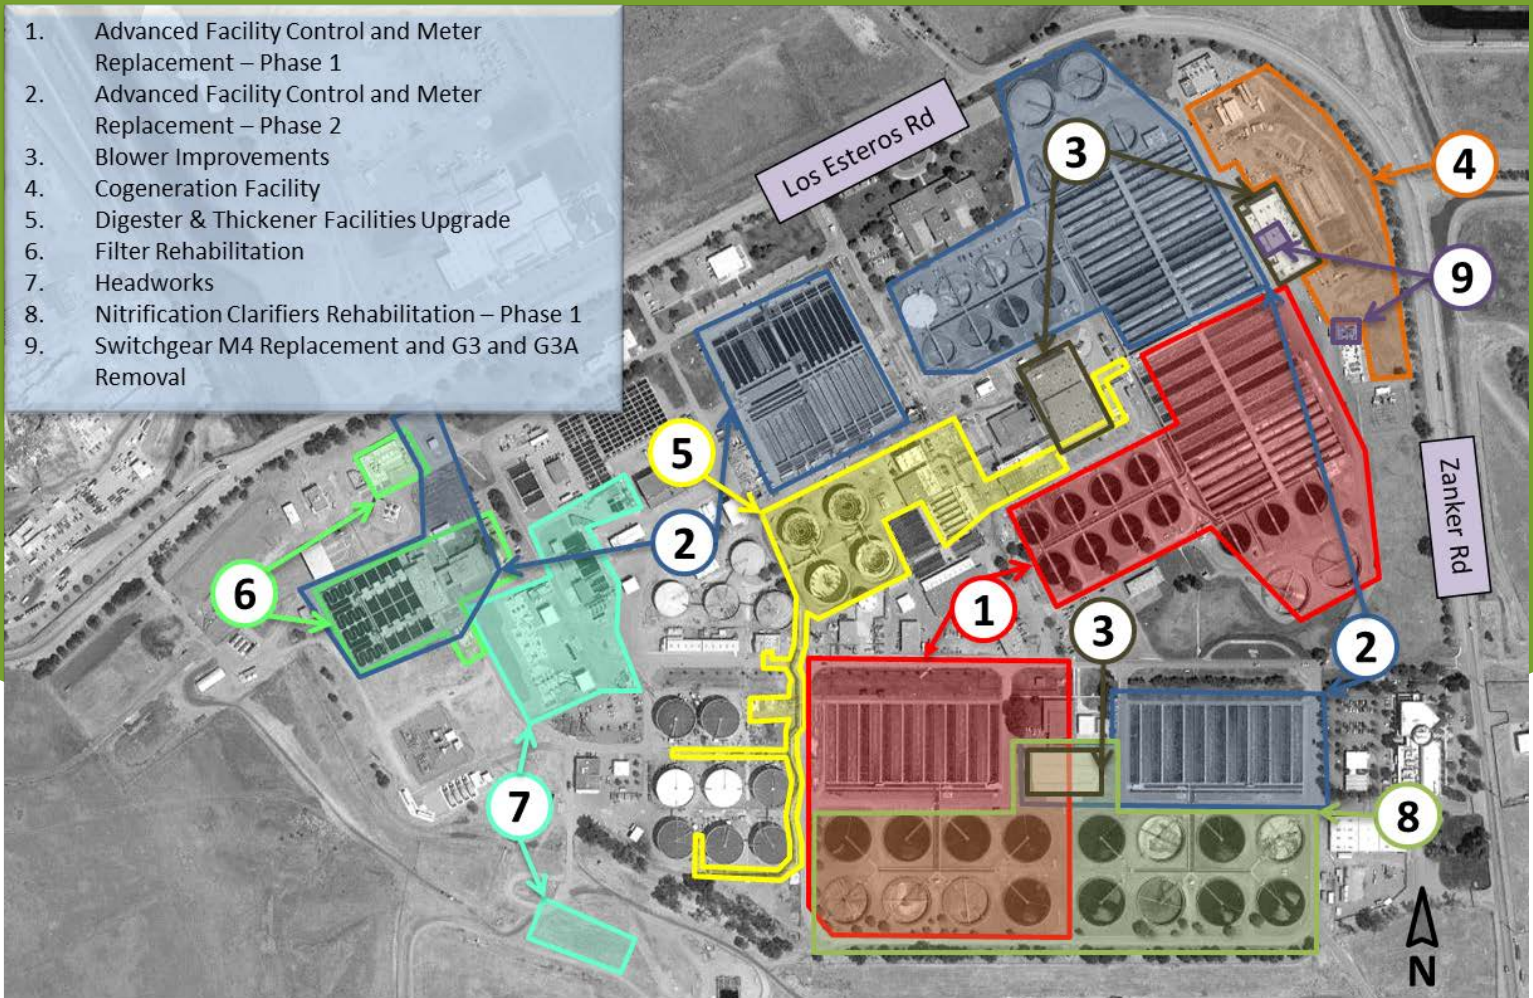 1. Advanced Facility Control and Meter
Replacement – Phase 1
2. Advanced Facility Control and Meter
Replacement – Phase 2
3. Blower Improvements
4. Cogeneration Facility
5. Digester & Thickener Facilities Upgrade
6. Filter Rehabilitation
7. Headworks
8. Nitrification Clarifiers Rehabilitation – Phase 1
9. Switchgear M4 Replacement and G3 and G3A
Removal
Los Esteros Rd
3
4
9
5
2
6
1
3
2
Zanker Rd
7
8
N